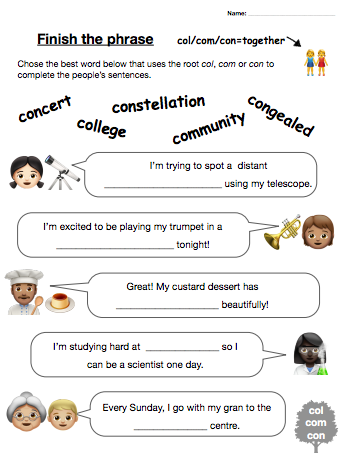 Name:
Finish the phrase
col/com/con=together
Chose the best word below that uses the root col, com or con to
complete the people's sentences.
concert
constellation
congealed
college
community
I'm trying to spot a distant
______________________ using my telescope.
I'm excited to be playing my trumpet in a
______________________ tonight!
Great! My custard dessert has
____________________ beautifully!
I'm studying hard at ______________ so I
can be a scientist one day.
Every Sunday, I go with my gran to the
______________ centre.
col
com
con